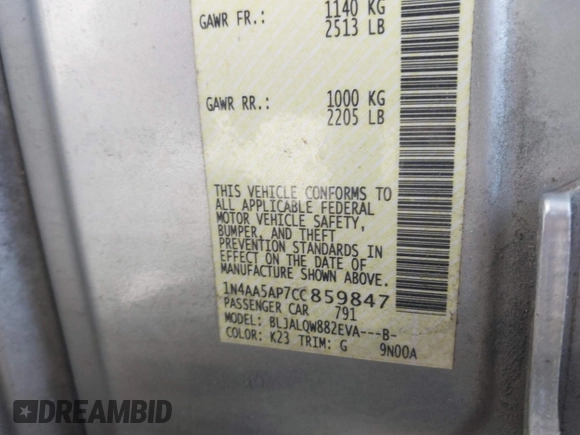 GAWR FR.: 1140 KG
2513 LB
GAWR RR.: 1000 KG
2205 LB
THIS VEHICLE CONFORMS TO
ALL APPLICABLE FEDERAL
MOTOR VEHICLE SAFETY,
BUMPER, AND THEFT
PREVENTION STANDARDS IN
EFFECT ON THE DATE OF
MANUFACTURE SHOWN ABOVE.
1N4AA5AP7CC859847
PASSENGER CAR 791
MODEL: BLJALQW882EVA---B-
COLOR: K23 TRIM: G 9N00A
DREAMBID